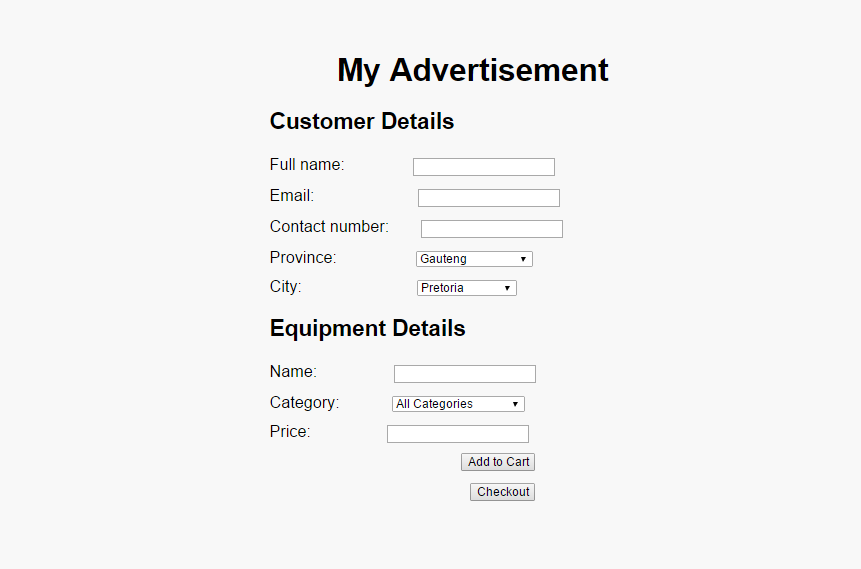 My Advertisement
Customer Details
Full name:
Email:
Contact number:
Province: Gauteng
City: Pretoria
Equipment Details
Name:
Category: All Categories
Price:
Add to Cart
Checkout